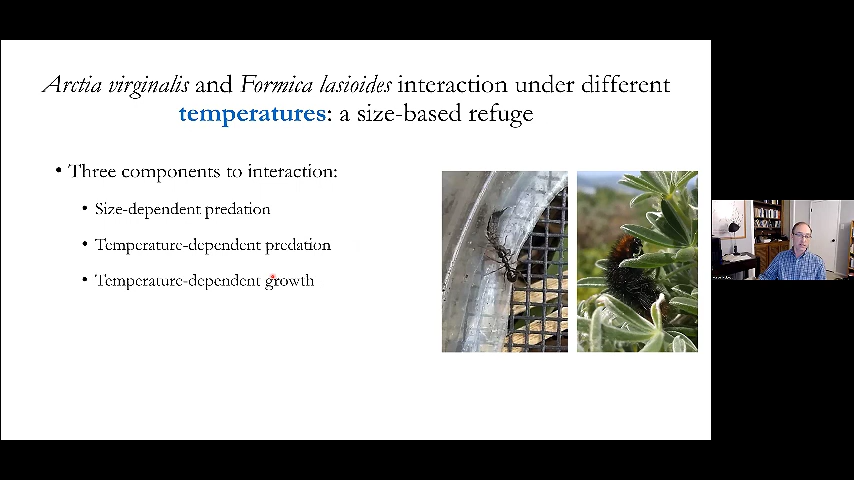 Arctia virginalis and Formica lasioides interaction under different
temperatures: a size-based refuge
• Three components to interaction:
• Size-dependent predation
• Temperature-dependent predation
• Temperature-dependent growth